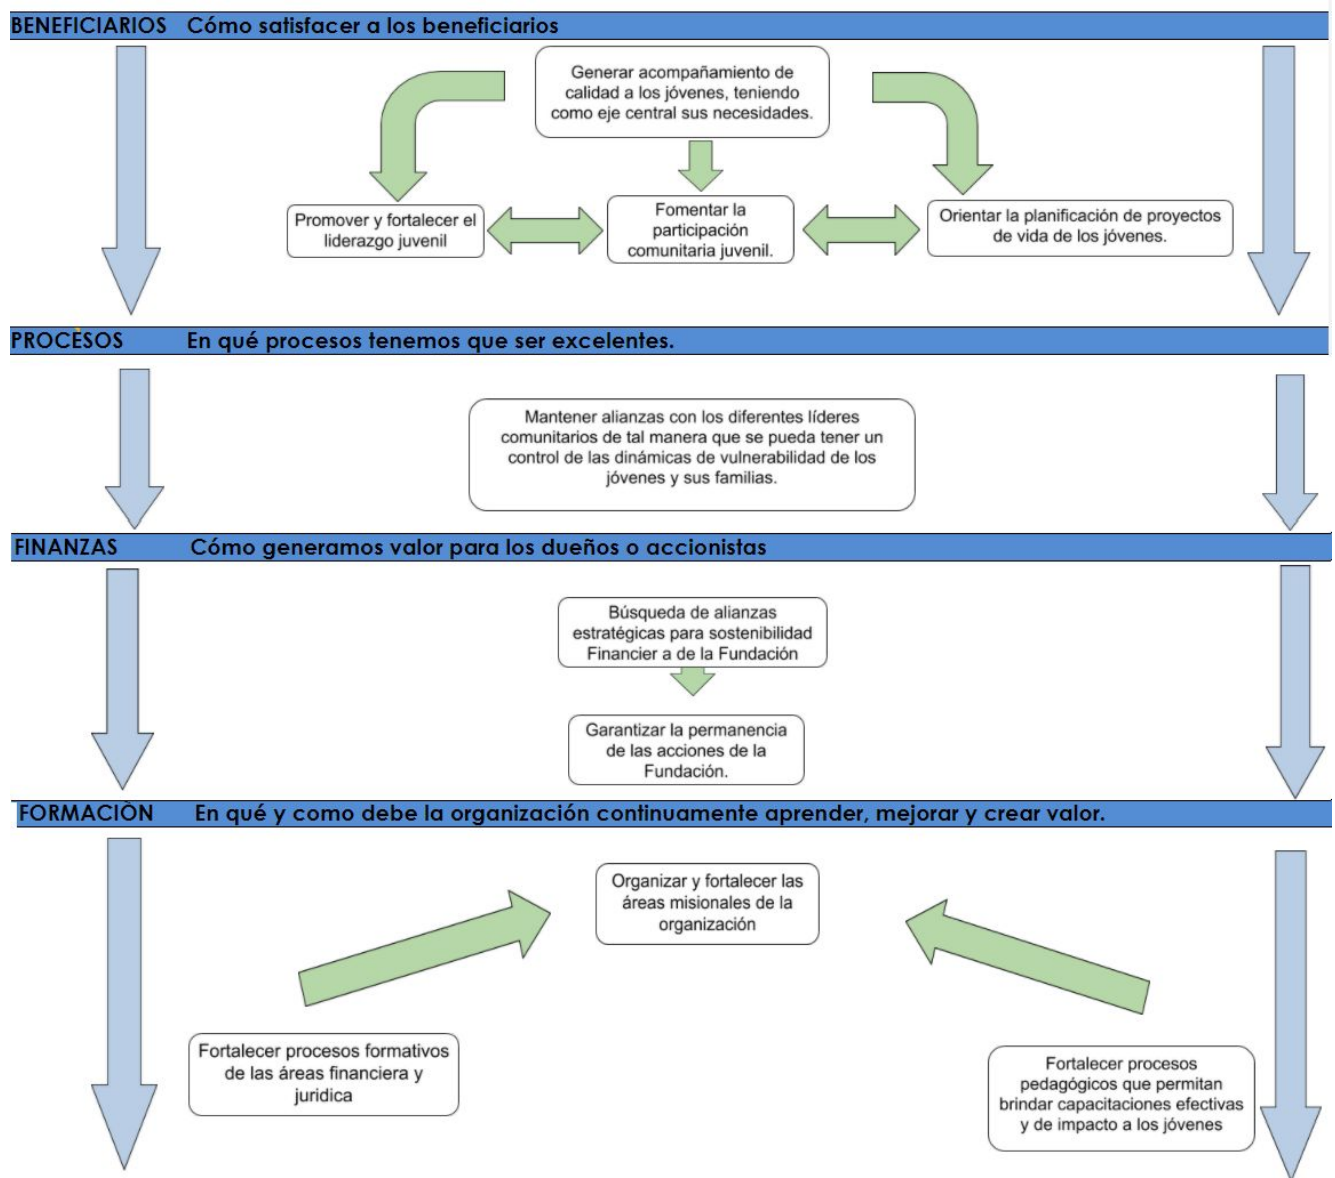 BENEFICIARIOS Cómo satisfacer a los beneficiarios
Generar acompañamiento de
calidad a los jóvenes, teniendo
como eje central sus necesidades.
Promover y fortalecer el
liderazgo juvenil
Fomentar la
participación
comunitaria juvenil.
Orientar la planificación de proyectos
de vida de los jóvenes.
PROCESOS En qué procesos tenemos que ser excelentes.
Mantener alianzas con los diferentes líderes
comunitarios de tal manera que se pueda tener un
control de las dinámicas de vulnerabilidad de los
jóvenes y sus familias.
FINANZAS Cómo generamos valor para los dueños o accionistas
Búsqueda de alianzas
estratégicas para sostenibilidad
Financier a de la Fundación
Garantizar la permanencia
de las acciones de la
Fundación.
FORMACIÒN En qué y como debe la organización continuamente aprender, mejorar y crear valor.
Organizar y fortalecer las
áreas misionales de la
organización
Fortalecer procesos formativos
de las áreas financiera y
juridica
Fortalecer procesos
pedagógicos que permitan
brindar capacitaciones efectivas
y de impacto a los jóvenes